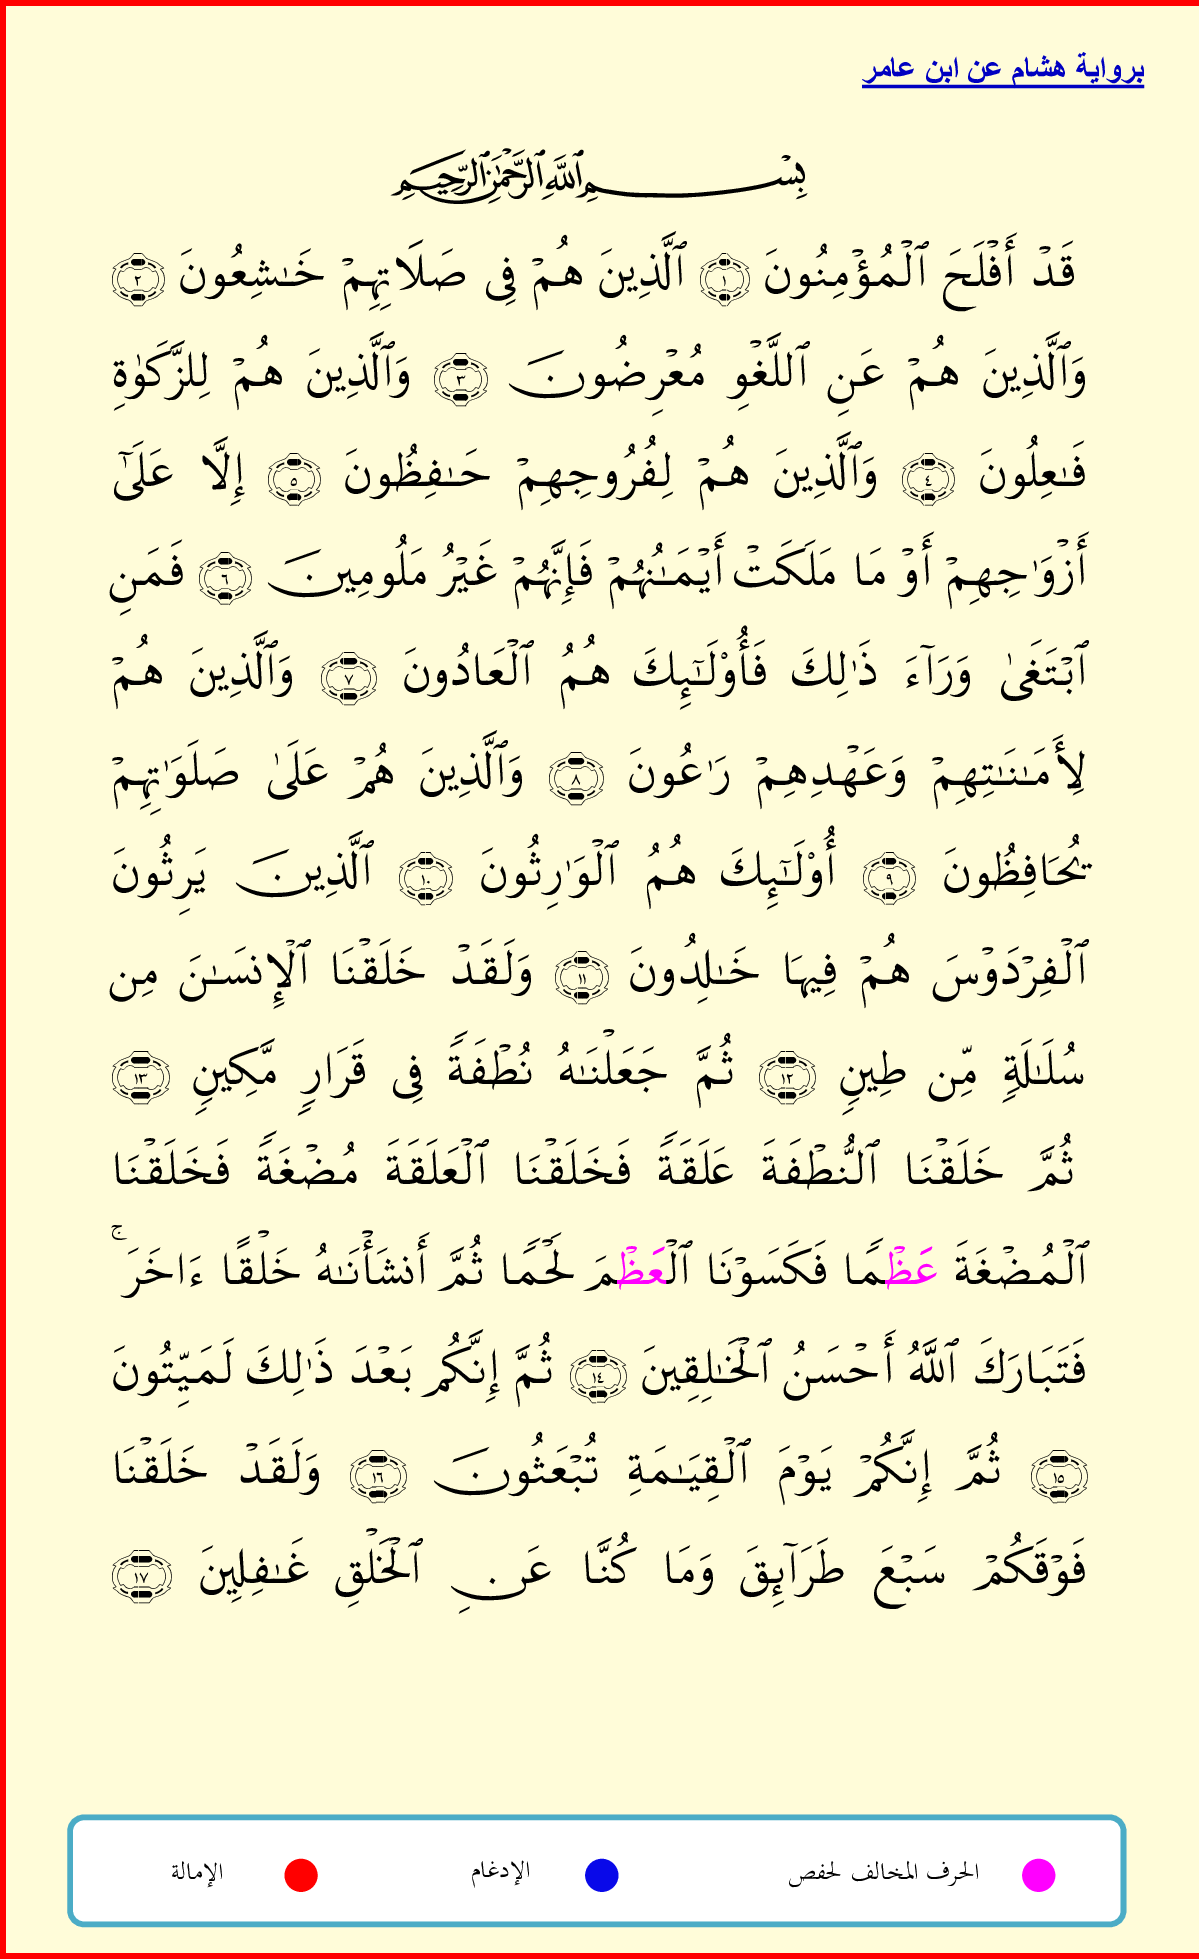 برواية هشام عن ابن عامر
بِسْمِ ٱللَّهِ ٱلرَّحْمَٰنِ ٱلرَّحِيمِ
قَدْ أَفْلَحَ ٱلْمُؤْمِنُونَ ١ ٱلَّذِينَ هُمْ فِى صَلَاتِهِمْ خَٰشِعُونَ ٢
وَٱلَّذِينَ هُمْ عَنِ ٱللَّغْوِ مُعْرِضُونَ ٣ وَٱلَّذِينَ هُمْ لِلزَّكَوٰةِ
فَٰعِلُونَ ٤ وَٱلَّذِينَ هُمْ لِفُرُوجِهِمْ حَٰفِظُونَ ٥ إِلَّا عَلَىٰٓ
أَزْوَٰجِهِمْ أَوْ مَا مَلَكَتْ أَيْمَٰنُهُمْ فَإِنَّهُمْ غَيْرُ مَلُومِينَ ٦ فَمَنِ
ٱبْتَغَىٰ وَرَآءَ ذَٰلِكَ فَأُوْلَٰٓئِكَ هُمُ ٱلْعَادُونَ ٧ وَٱلَّذِينَ هُمْ
لِأَمَٰنَٰتِهِمْ وَعَهْدِهِمْ رَٰعُونَ ٨ وَٱلَّذِينَ هُمْ عَلَىٰ صَلَوَٰتِهِمْ
يُحَافِظُونَ ٩ أُوْلَٰٓئِكَ هُمُ ٱلْوَٰرِثُونَ ١٠ ٱلَّذِينَ يَرِثُونَ
ٱلْفِرْدَوْسَ هُمْ فِيهَا خَٰلِدُونَ ١١ وَلَقَدْ خَلَقْنَا ٱلْإِنسَٰنَ مِن
سُلَٰلَةٍ مِّن طِينٍ ١٢ ثُمَّ جَعَلْنَٰهُ نُطْفَةً فِى قَرَارٍ مَّكِينٍ ١٣
ثُمَّ خَلَقْنَا ٱلنُّطْفَةَ عَلَقَةً فَخَلَقْنَا ٱلْعَلَقَةَ مُضْغَةً فَخَلَقْنَا
ٱلْمُضْغَةَ عَظْمًا فَكَسَوْنَا ٱلْعَظْمَ لَحْمًا ثُمَّ أَنشَأْنَٰهُ خَلْقًا ءَاخَرَ ۚ
فَتَبَارَكَ ٱللَّهُ أَحْسَنُ ٱلْخَٰلِقِينَ ١٤ ثُمَّ إِنَّكُم بَعْدَ ذَٰلِكَ لَمَيِّتُونَ
١٥ ثُمَّ إِنَّكُمْ يَوْمَ ٱلْقِيَٰمَةِ تُبْعَثُونَ ١٦ وَلَقَدْ خَلَقْنَا
فَوْقَكُمْ سَبْعَ طَرَآئِقَ وَمَا كُنَّا عَنِ ٱلْخَلْقِ غَٰفِلِينَ ١٧
الحرف المخالف لحفص الإدغام الإمالة